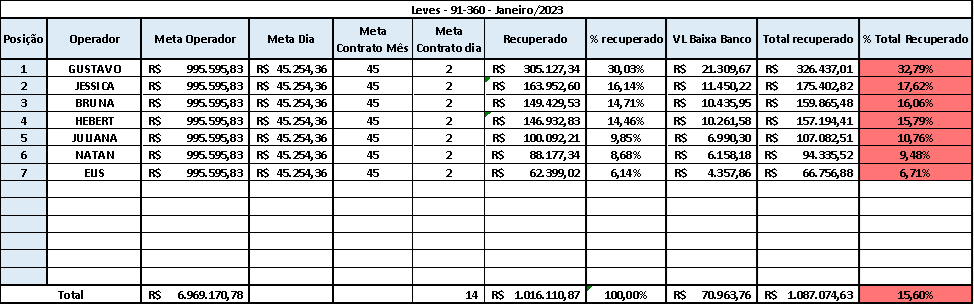 Leves - 91-360 - Janeiro/2023
Posição Operador Meta Operador Meta Dia Meta Contrato Mês Meta Contrato dia Recuperado % recuperado VL Baixa Banco Total recuperado % Total Recuperado
1 GUSTAVO R$ 995.595,83 R$ 45.254,36 45 2 R$ 305.127,34 30,03% R$ 21.309,67 R$ 326.437,01 32,79%
2 JESSICA R$ 995.595,83 R$ 45.254,36 45 2 R$ 163.952,60 16,14% R$ 11.450,22 R$ 175.402,82 17,62%
3 BRUNA R$ 995.595,83 R$ 45.254,36 45 2 R$ 149.429,53 14,71% R$ 10.435,95 R$ 159.865,48 16,06%
4 HEBERT R$ 995.595,83 R$ 45.254,36 45 2 R$ 146.932,83 14,46% R$ 10.261,58 R$ 157.194,41 15,79%
5 JULIANA R$ 995.595,83 R$ 45.254,36 45 2 R$ 100.092,21 9,85% R$ 6.990,30 R$ 107.082,51 10,76%
6 NATAN R$ 995.595,83 R$ 45.254,36 45 2 R$ 88.177,34 8,68% R$ 6.158,18 R$ 94.335,52 9,48%
7 ELIS R$ 995.595,83 R$ 45.254,36 45 2 R$ 62.399,02 6,14% R$ 4.357,86 R$ 66.756,88 6,71%
Total R$ 6.969.170,78 14 R$ 1.016.110,87 100,00% R$ 70.963,76 R$ 1.087.074,63 15,60%